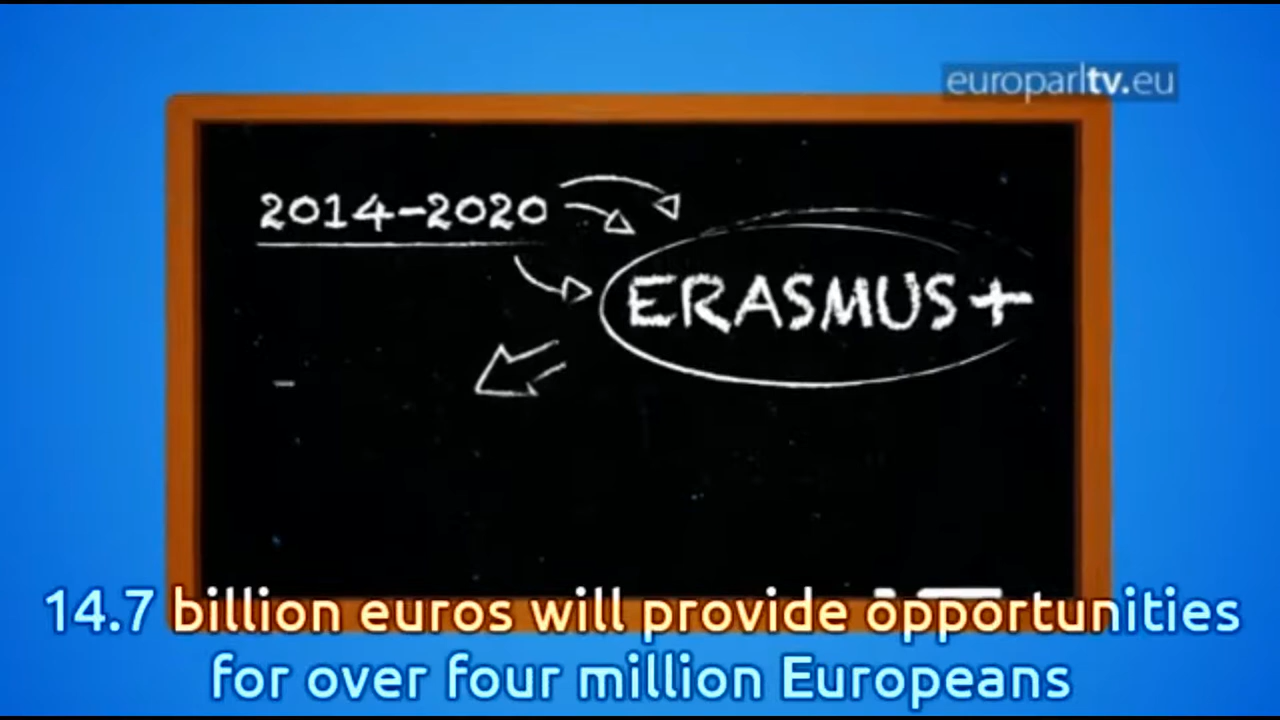 europarltv.eu
2014-2020
ERASMUS+
14.7 billion euros will provide opportunities
for over four million Europeans